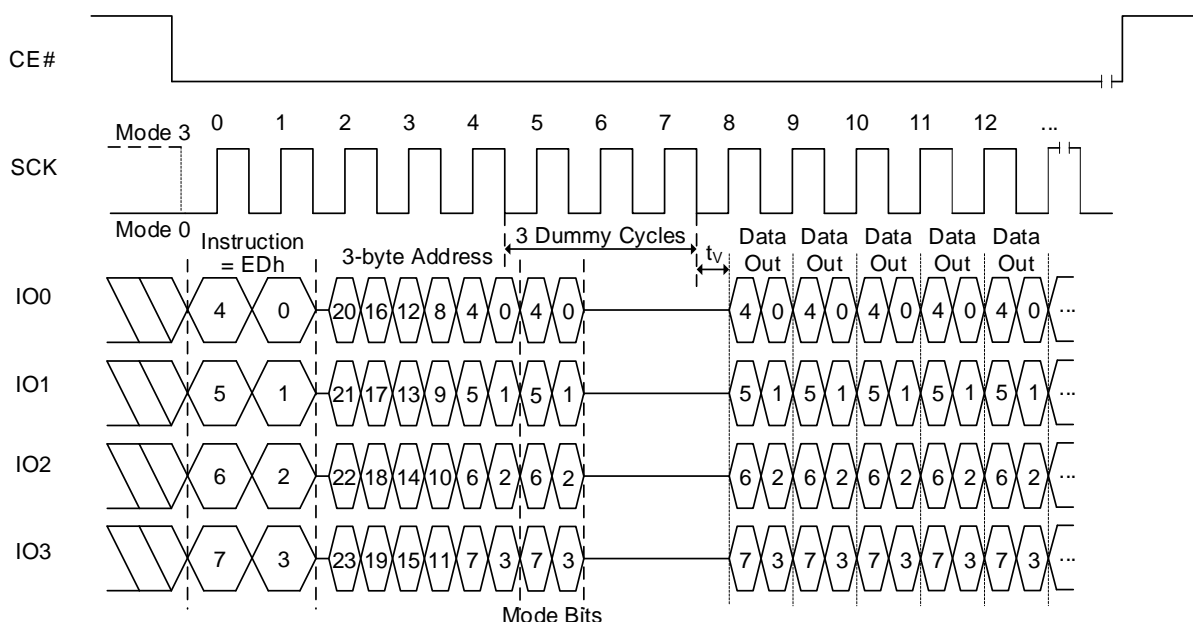 CE#
0 1 2 3 4 5 6 7 8 9 10 11 12 ...
Mode 3
SCK
Mode 0
3 Dummy Cycles
Instruction
= EDh
3-byte Address
tV
Data
Out
Data
Out
Data
Out
Data
Out
Data
Out
IO0 4 0 20 16 12 8 4 0 4 0 4 0 4 0 4 0 4 0 4 0 ...
IO1 5 1 21 17 13 9 5 1 5 1 5 1 5 1 5 1 5 1 5 1 ...
IO2 6 2 22 18 14 10 6 2 6 2 6 2 6 2 6 2 6 2 6 2 ...
IO3 7 3 23 19 15 11 7 3 7 3 7 3 7 3 7 3 7 3 7 3 ...
Mode Bits